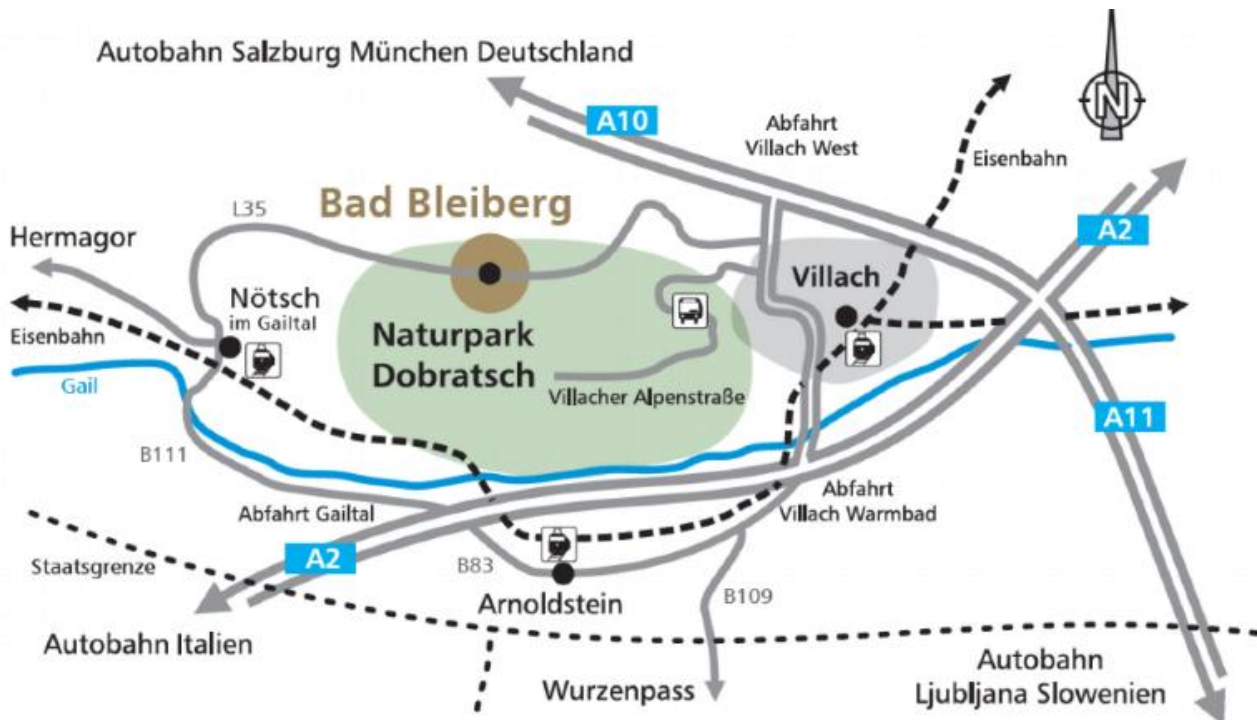 Autobahn Salzburg München Deutschland
N
A10
Abfahrt
Villach West
Eisenbahn
A2
L35
Bad Bleiberg
Hermagor
Villach
Nötsch
im Gailtal
Naturpark
Dobratsch
Eisenbahn
Gail
Villacher Alpenstraße
A11
B111
Abfahrt Gailtal
Abfahrt
Villach Warmbad
A2
Staatsgrenze
B83
Arnoldstein
B109
Autobahn Italien
Wurzenpass
Autobahn
Ljubljana Slowenien